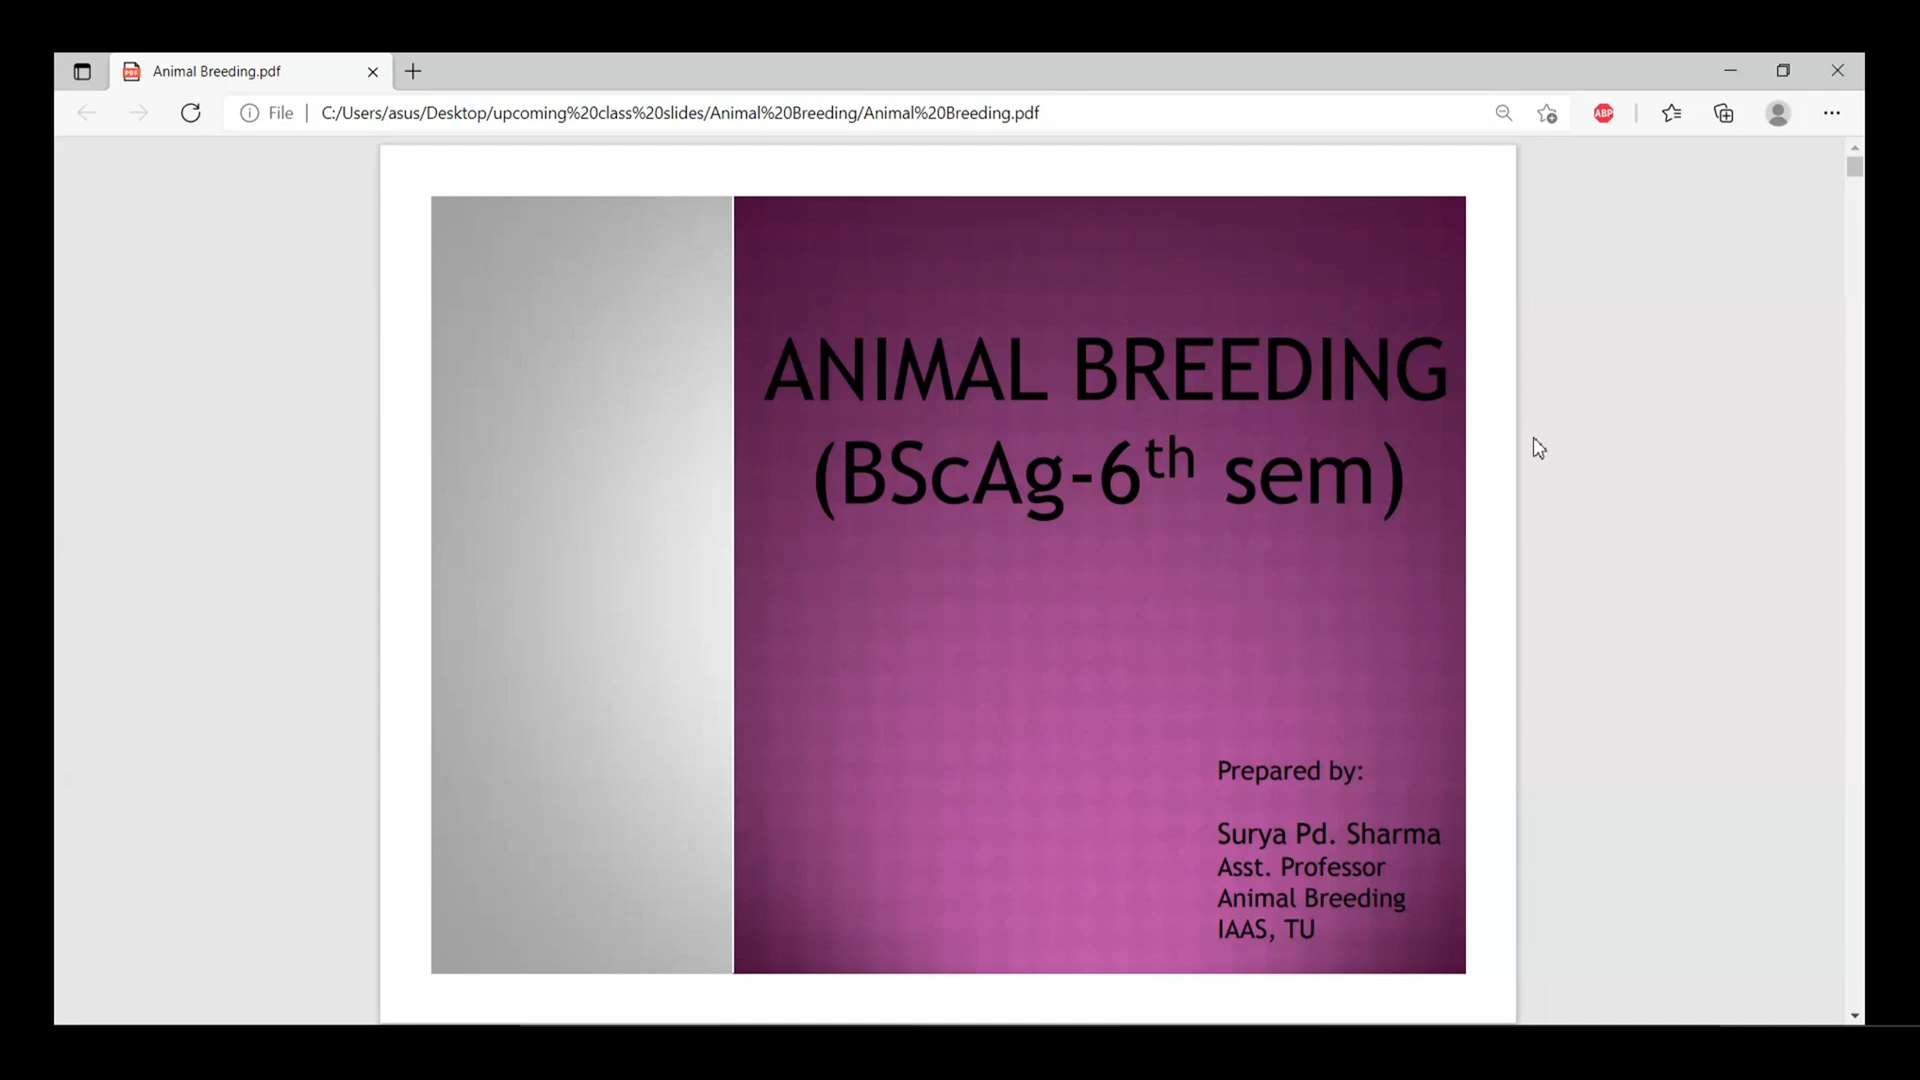 Animal Breeding.pdf
File C:/Users/asus/Desktop/upcoming%20class%20slides/Animal%20Breeding/Animal%20Breeding.pdf
ABP
ANIMAL BREEDING
(BScAg-6th sem)
Prepared by:
Surya Pd. Sharma
Asst. Professor
Animal Breeding
IAAS, TU